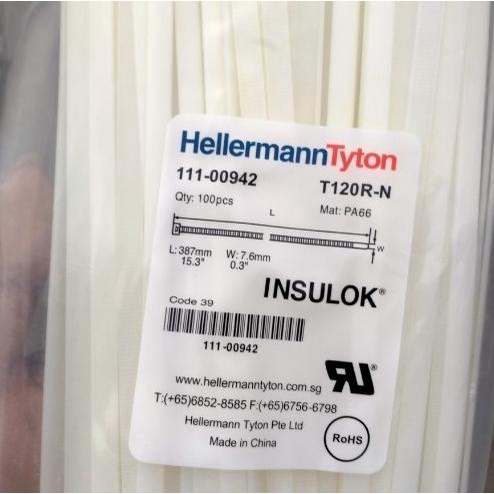 HellermannTyton
111-00942 T120R-N
Qty: 100pcs Mat: PA66
L
W
L: 387mm W: 7.6mm
15.3" 0.3"
INSULOK®
Code 39
111-00942
www.hellermanntyton.com.sg
T:(+65)6852-8585 F:(+65)6756-6798
Hellermann Tyton Pte Ltd
Made in China
RU®
RoHS